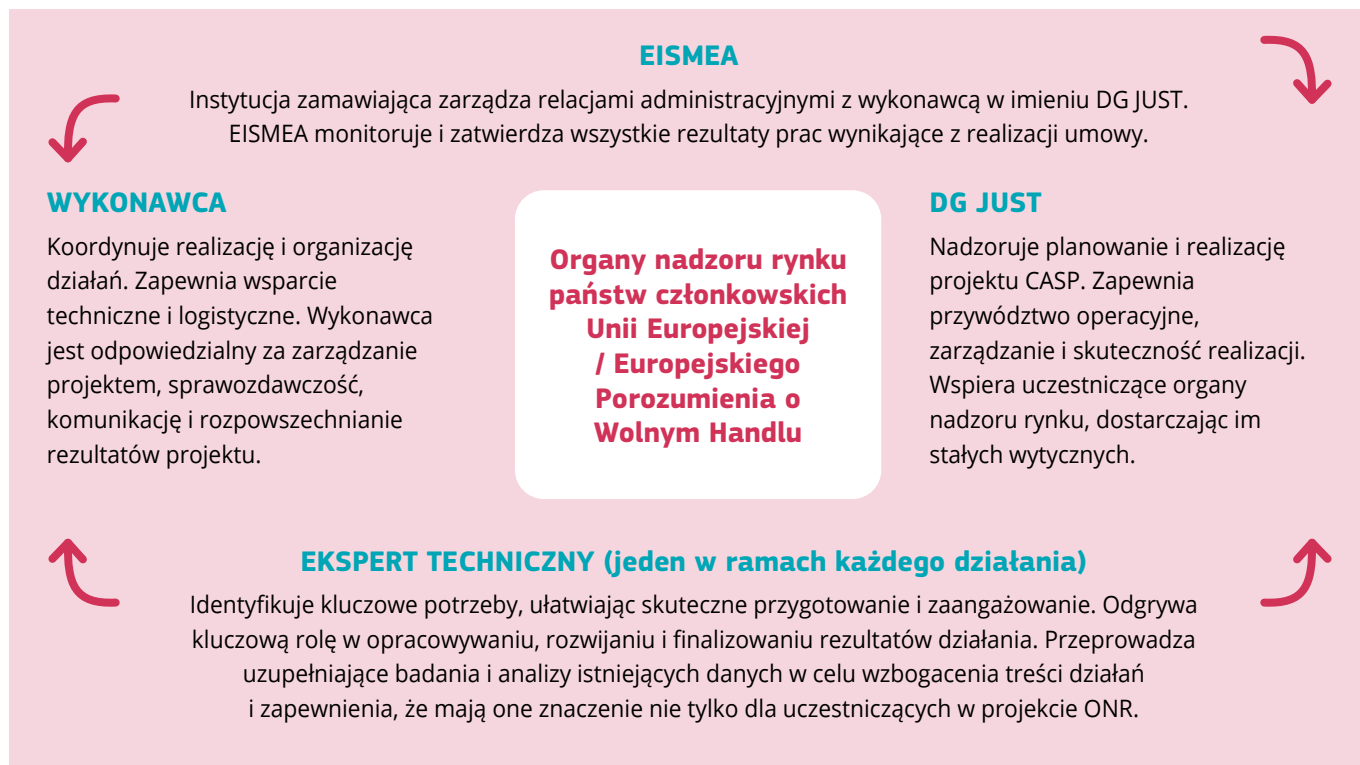 EISMEA
Instytucja zamawiająca zarządza relacjami administracyjnymi z wykonawcą w imieniu DG JUST.
EISMEA monitoruje i zatwierdza wszystkie rezultaty prac wynikające z realizacji umowy.
WYKONAWCA
Koordynuje realizację i organizację
działań. Zapewnia wsparcie
techniczne i logistyczne. Wykonawca
jest odpowiedzialny za zarządzanie
projektem, sprawozdawczość,
komunikację i rozpowszechnianie
rezultatów projektu.
Organy nadzoru rynku
państw członkowskich
Unii Europejskiej
/ Europejskiego
Porozumienia o
Wolnym Handlu
DG JUST
Nadzoruje planowanie i realizację
projektu CASP. Zapewnia
przywództwo operacyjne,
zarządzanie i skuteczność realizacji.
Wspiera uczestniczące organy
nadzoru rynku, dostarczając im
stałych wytycznych.
EKSPERT TECHNICZNY (jeden w ramach każdego działania)
Identyfikuje kluczowe potrzeby, ułatwiając skuteczne przygotowanie i zaangażowanie. Odgrywa
kluczową rolę w opracowywaniu, rozwijaniu i finalizowaniu rezultatów działania. Przeprowadza
uzupełniające badania i analizy istniejących danych w celu wzbogacenia treści działań
i zapewnienia, że mają one znaczenie nie tylko dla uczestniczących w projekcie ONR.